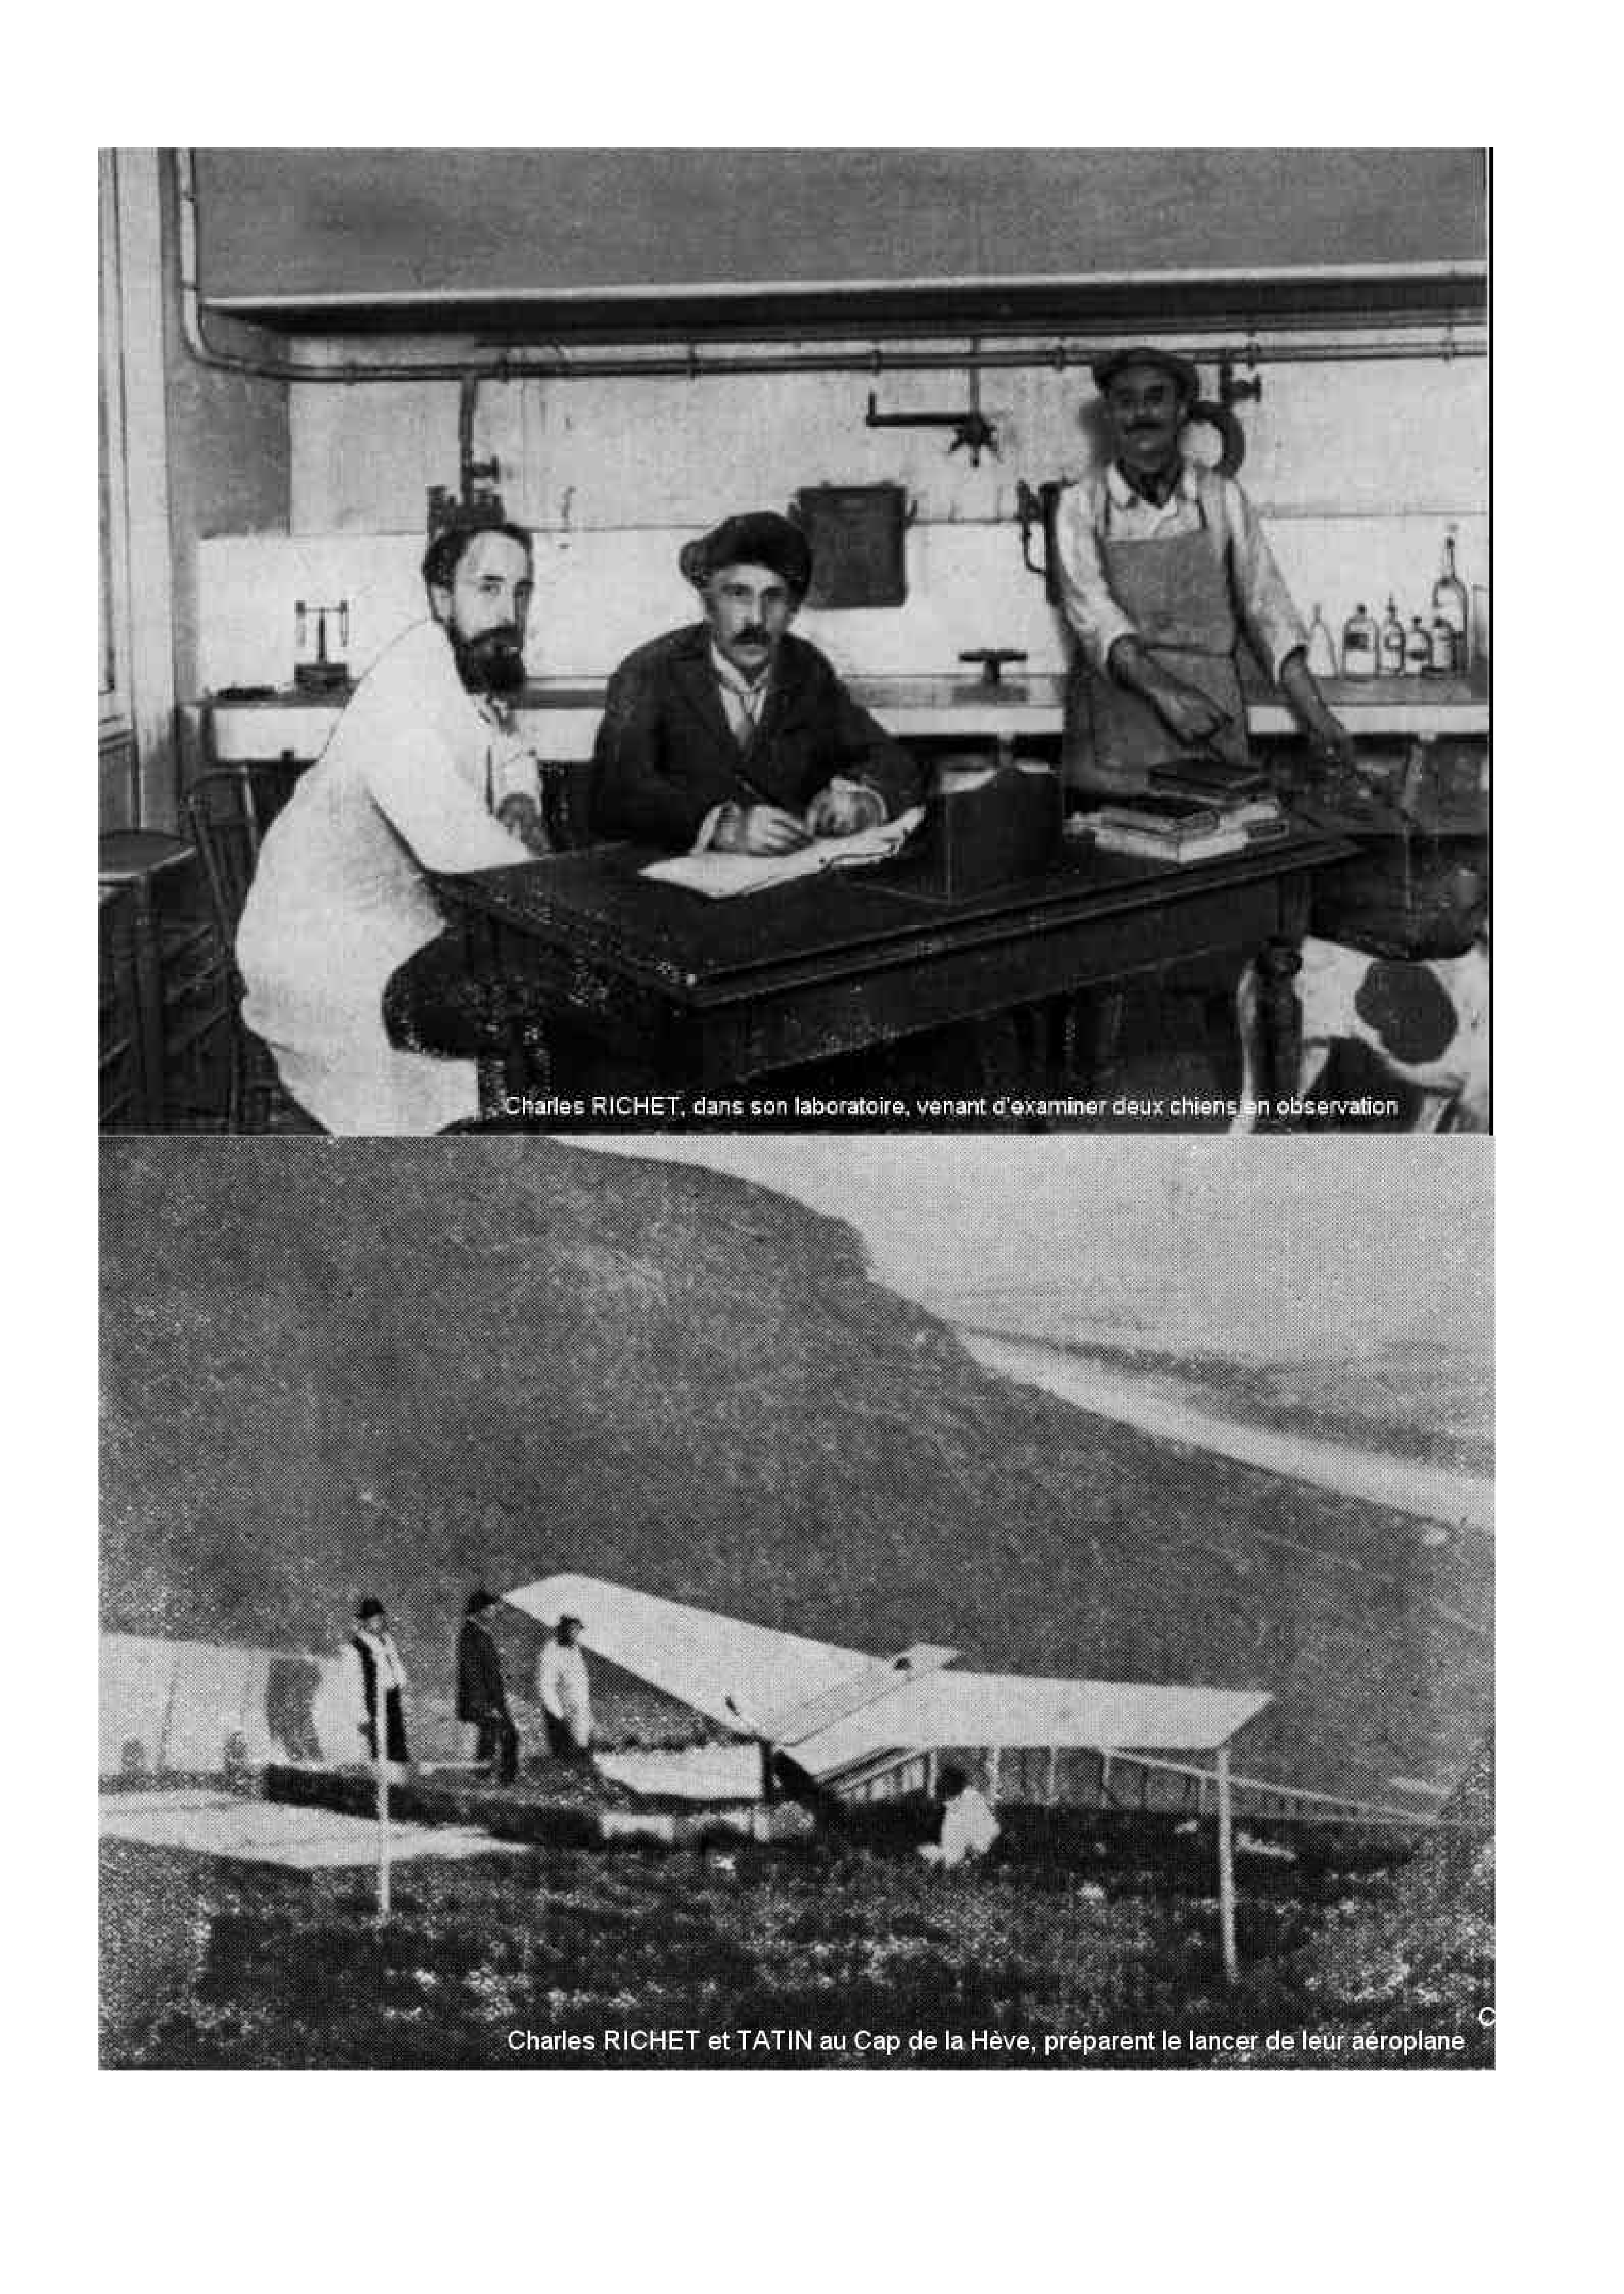 Charles RICHET, dans son laboratoire, venant d'examiner deux chiens en observation
C
Charles RICHET et TATIN au Cap de la Hève, préparent le lancer de leur aéroplane